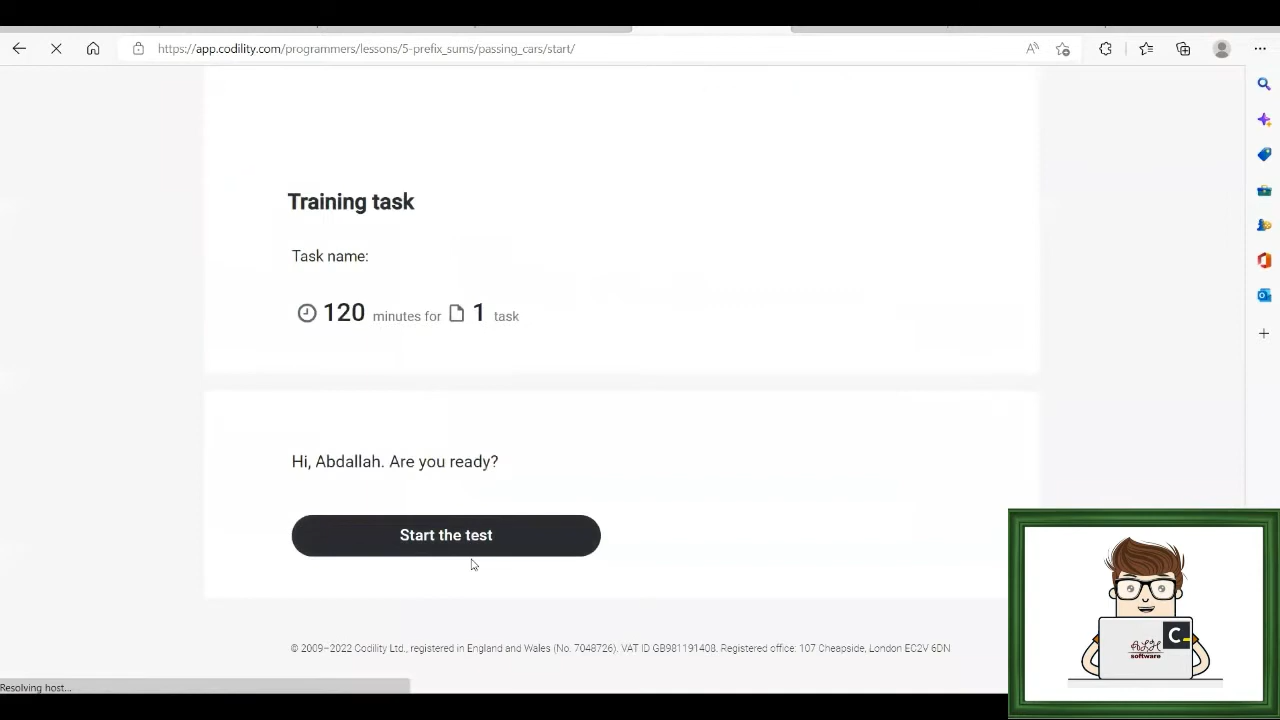 https://app.codility.com/programmers/lessons/5-prefix_sums/passing_cars/start/
Training task
Task name:
120 minutes for 1 task
Hi, Abdallah. Are you ready?
Start the test
© 2009–2022 Codility Ltd., registered in England and Wales (No. 7048726). VAT ID GB981191408. Registered office: 107 Cheapside, London EC2V 6DN
Resolving host...
C
software